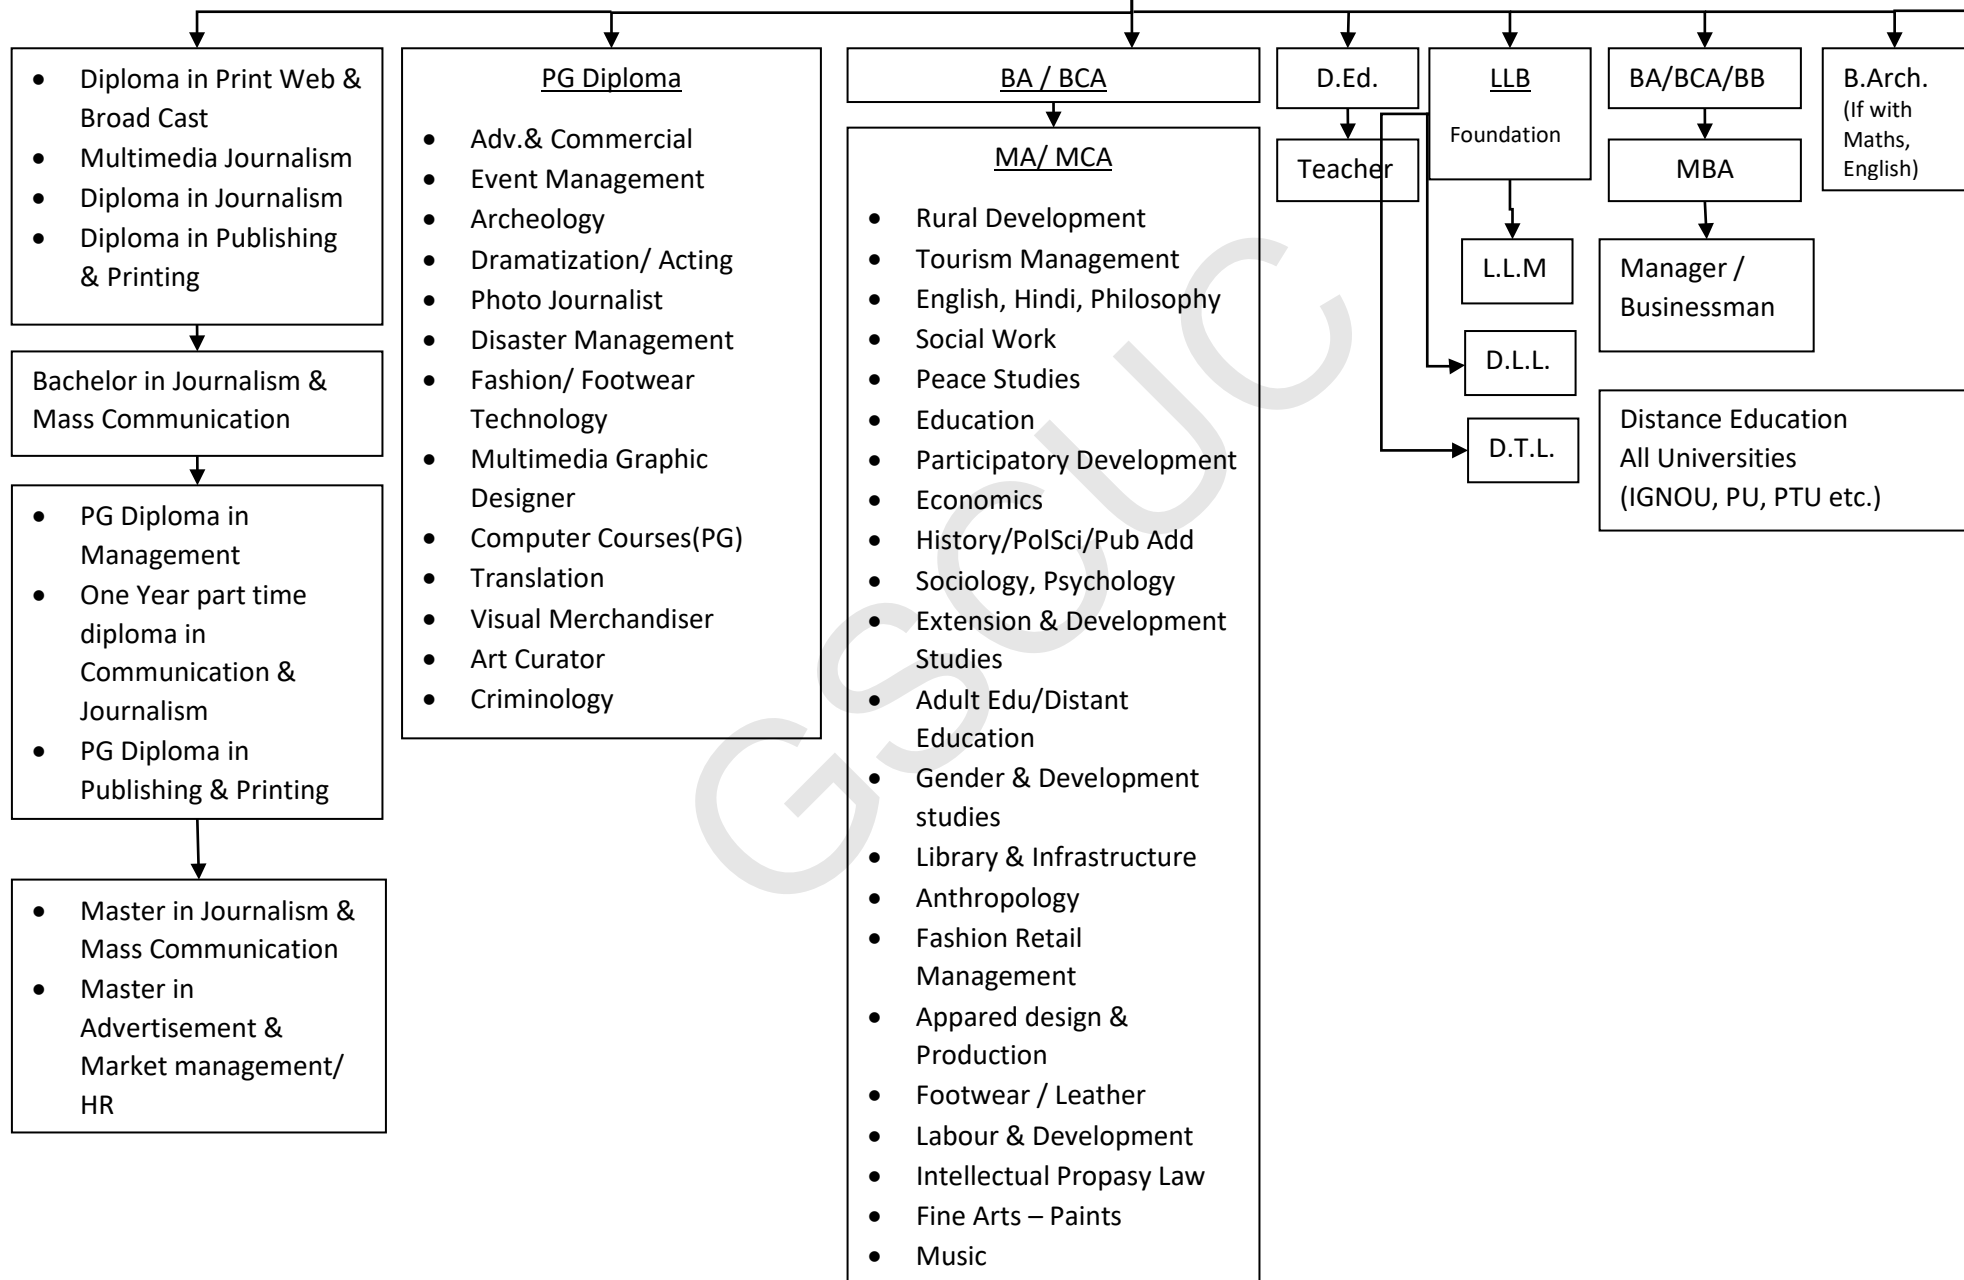 Diploma in Print Web &
Broad Cast
Multimedia Journalism
Diploma in Journalism
Diploma in Publishing
& Printing
Bachelor in Journalism &
Mass Communication
PG Diploma in
Management
One Year part time
diploma in
Communication &
Journalism
PG Diploma in
Publishing & Printing
Master in Journalism &
Mass Communication
Master in
Advertisement &
Market management/
HR
PG Diploma
Adv.& Commercial
Event Management
Archeology
Dramatization/ Acting
Photo Journalist
Disaster Management
Fashion/ Footwear
Technology
Multimedia Graphic
Designer
Computer Courses(PG)
Translation
Visual Merchandiser
Art Curator
Criminology
BA / BCA
MA/ MCA
Rural Development
Tourism Management
English, Hindi, Philosophy
Social Work
Peace Studies
Education
Participatory Development
Economics
History/PolSci/Pub Add
Sociology, Psychology
Extension & Development
Studies
Adult Edu/Distant
Education
Gender & Development
studies
Library & Infrastructure
Anthropology
Fashion Retail
Management
Appared design &
Production
Footwear / Leather
Labour & Development
Intellectual Propasy Law
Fine Arts – Paints
Music
D.Ed.
Teacher
LLB
Foundation
L.L.M
D.L.L.
D.T.L.
BA/BCA/BB
MBA
Manager /
Businessman
Distance Education
All Universities
(IGNOU, PU, PTU etc.)
B.Arch.
(If with
Maths,
English)
GSCUC